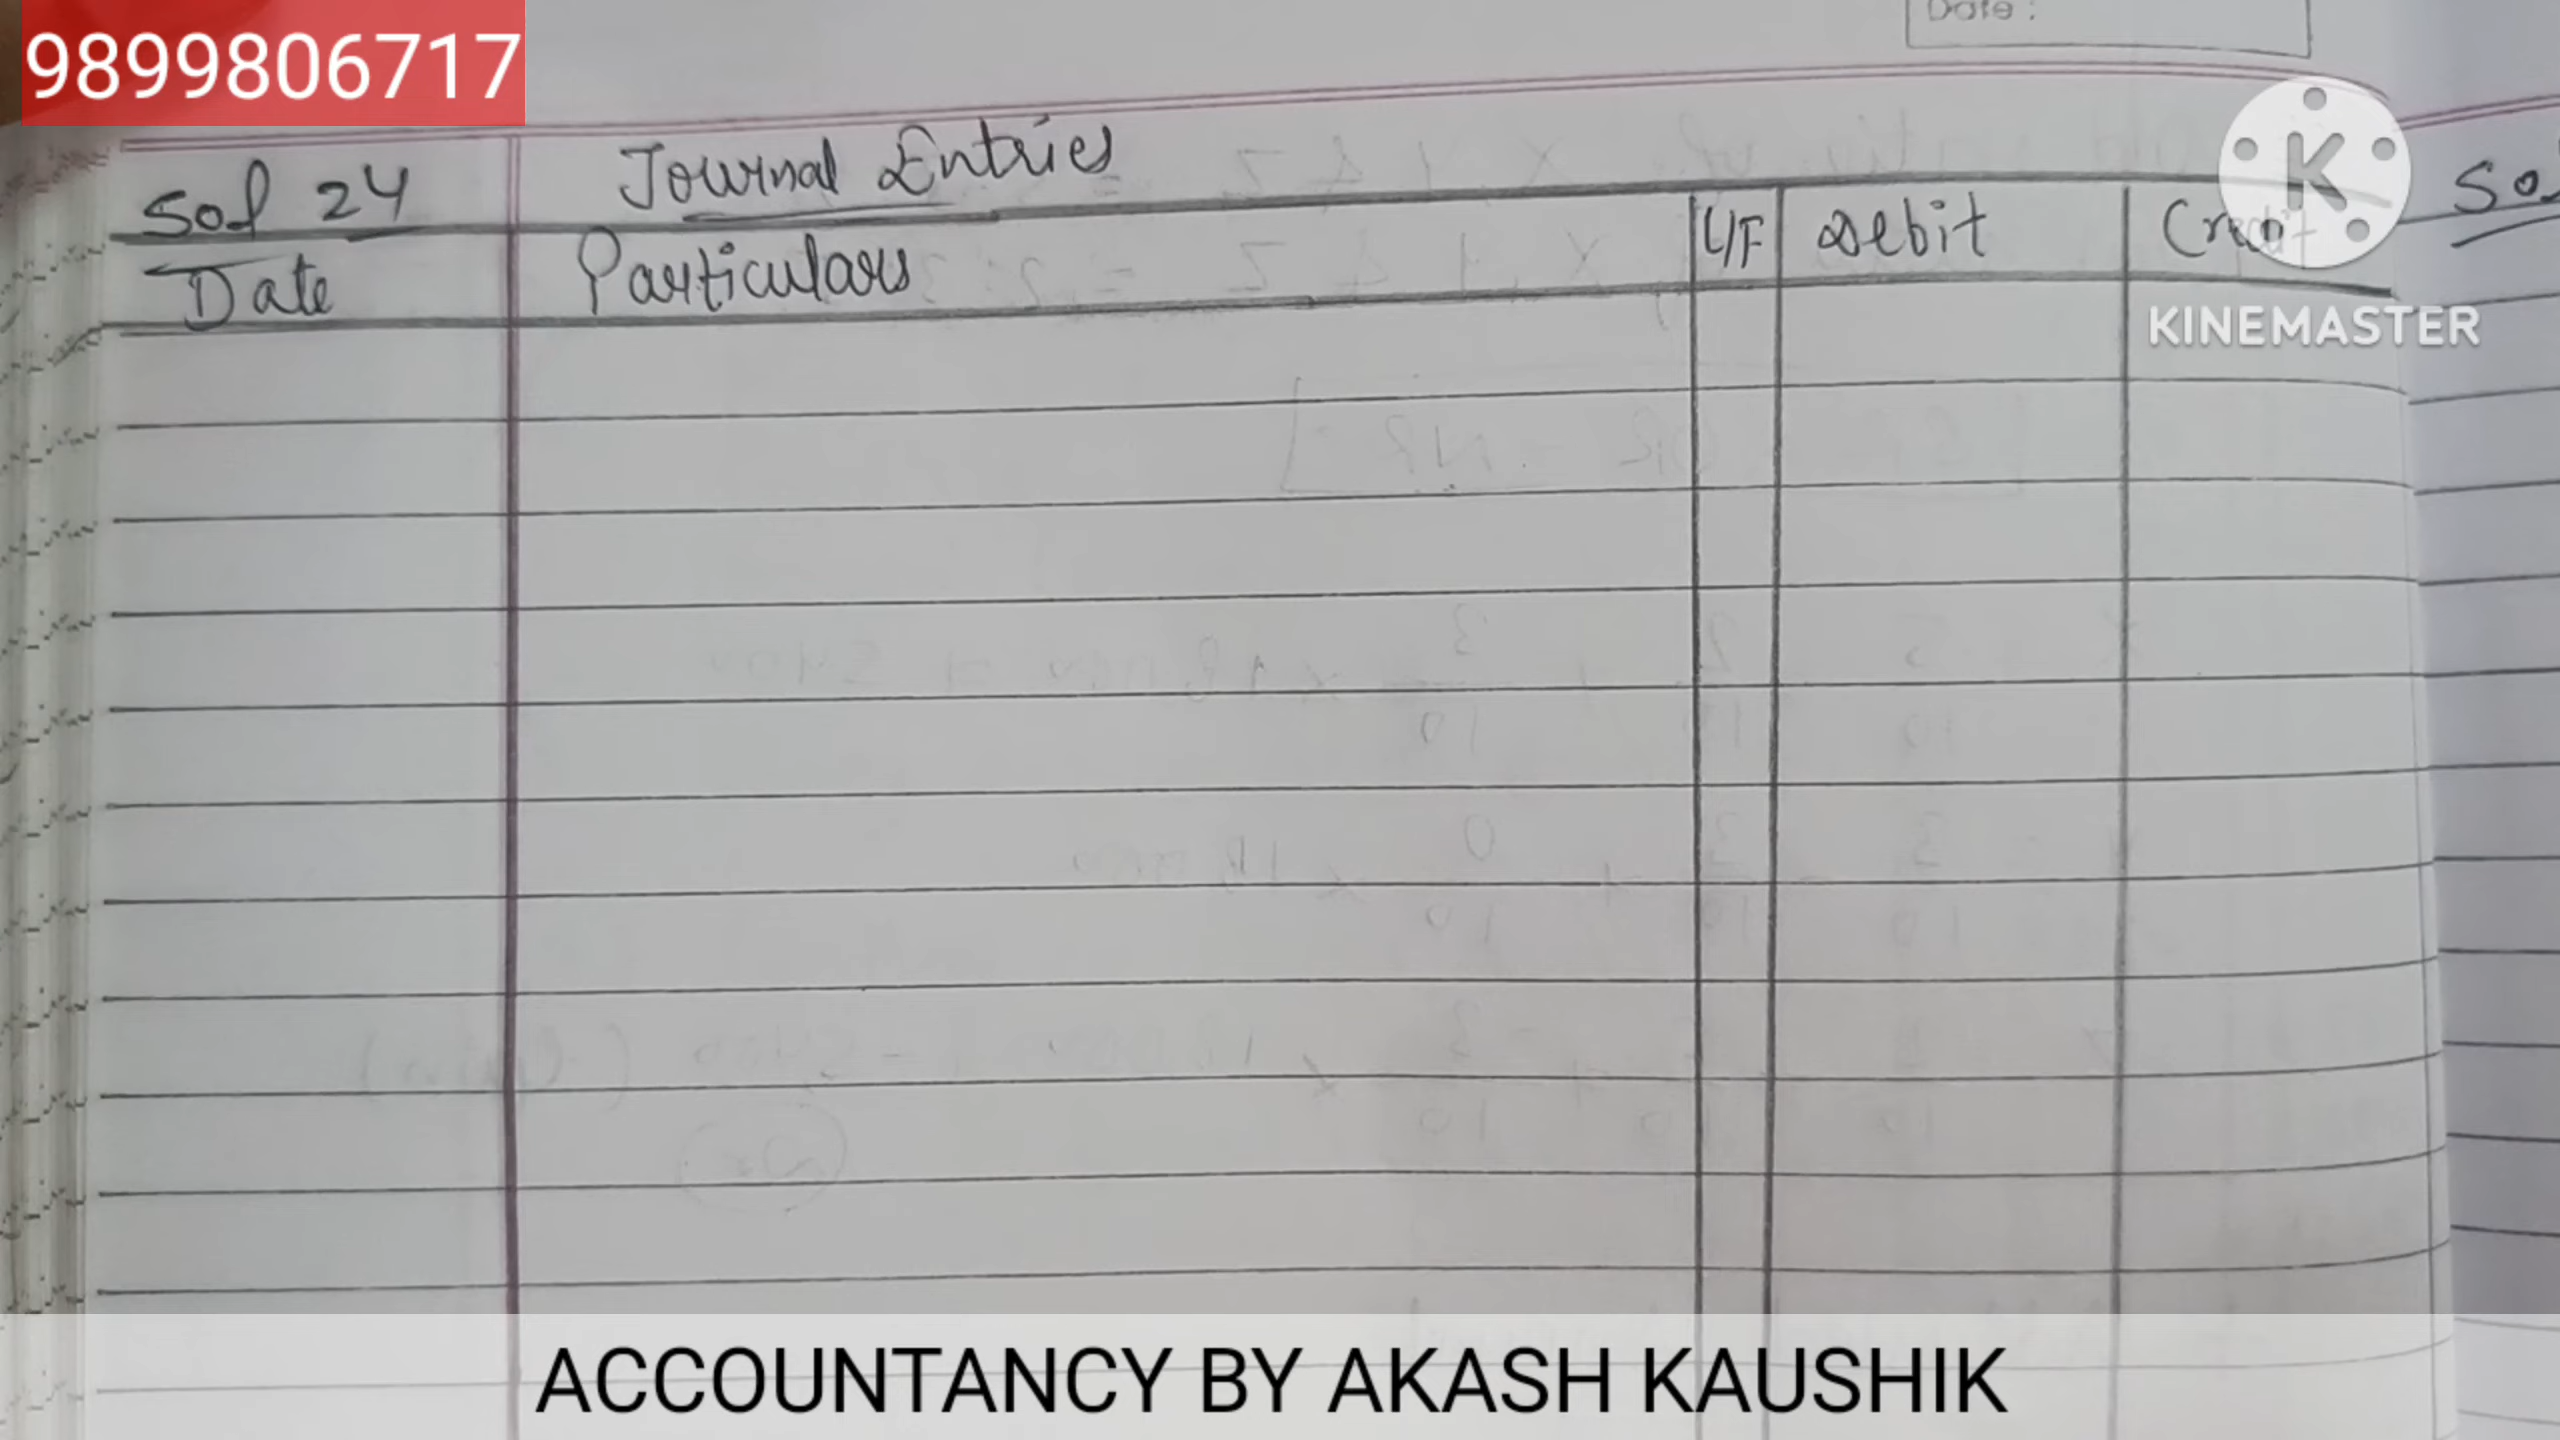 9899806717
Date :
Sol 24
Journal Entries
Date
Particulars
L/F
Debit
Credit
KINEMASTER
ACCOUNTANCY BY AKASH KAUSHIK